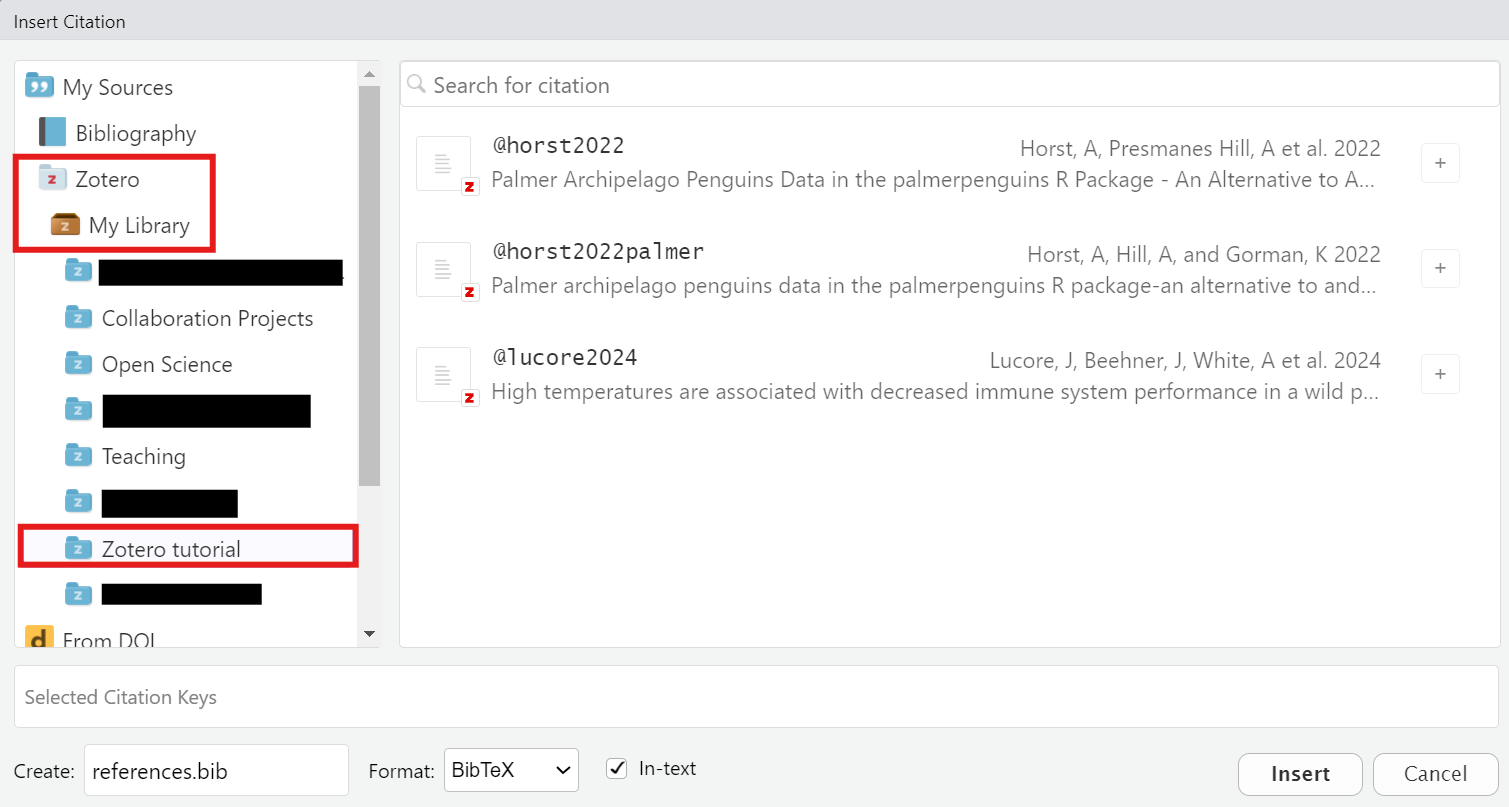 Insert Citation
My Sources
Bibliography
Zotero
My Library
Collaboration Projects
Open Science
Teaching
Zotero tutorial
From DOI
Search for citation
@horst2022
Horst, A, Presmanes Hill, A et al. 2022
Palmer Archipelago Penguins Data in the palmerpenguins R Package - An Alternative to A...
@horst2022palmer
Horst, A, Hill, A, and Gorman, K 2022
Palmer archipelago penguins data in the palmerpenguins R package-an alternative to and...
@lucore2024
Lucore, J, Beehner, J, White, A et al. 2024
High temperatures are associated with decreased immune system performance in a wild p...
Selected Citation Keys
Create: references.bib Format: BibTeX In-text
Insert Cancel